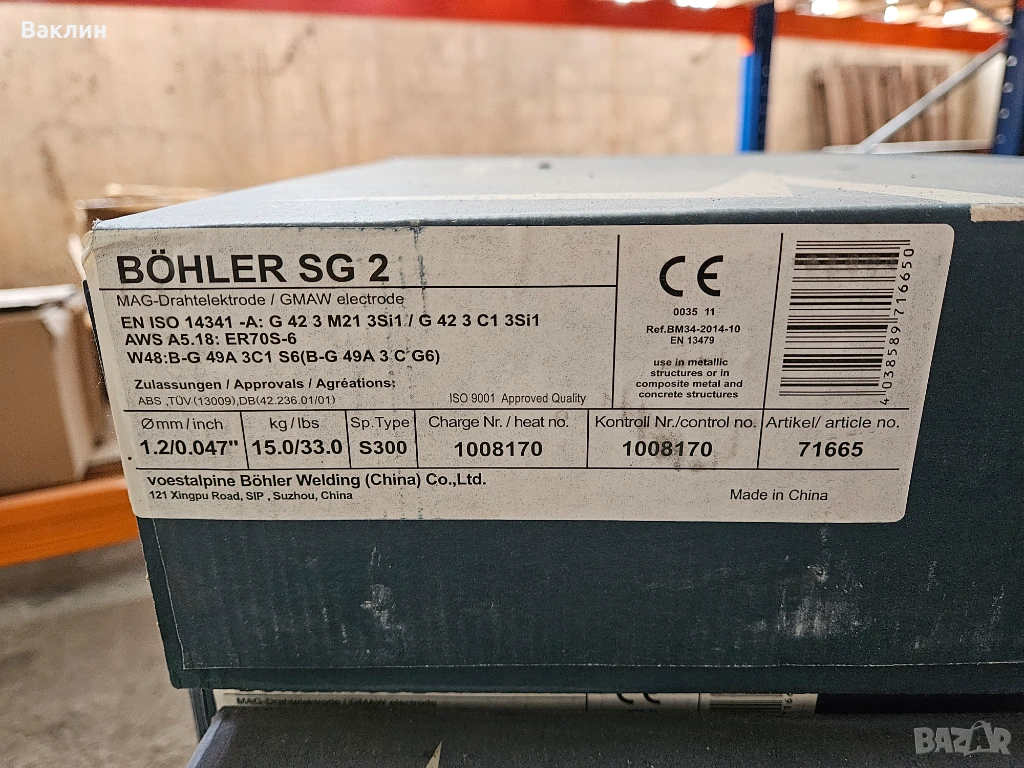 Ваклин
BÖHLER SG 2
MAG-Drahtelektrode / GMAW electrode
EN ISO 14341 -A: G 42 3 M21 3Si1 / G 42 3 C1 3Si1
AWS A5.18: ER70S-6
W48:B-G 49A 3C1 S6(B-G 49A 3 C G6)
Zulassungen / Approvals / Agréations:
ABS ,TÜV (13009),DB(42.236.01/01)
ISO 9001 Approved Quality
CE
0035 11
Ref.BM34-2014-10
EN 13479
use in metallic
structures or in
composite metal and
concrete structures
4 038589 716650
Ømm/inch kg/lbs Sp.Type Charge Nr./ heat no. Kontroll Nr./control no. Artikel/ article no.
1.2/0.047" 15.0/33.0 S300 1008170 1008170 71665
voestalpine Böhler Welding (China) Co.,Ltd.
121 Xingpu Road, SIP , Suzhou, China
Made in China
MAG-Drahtelektrode / GMAW electrode
BAZAR